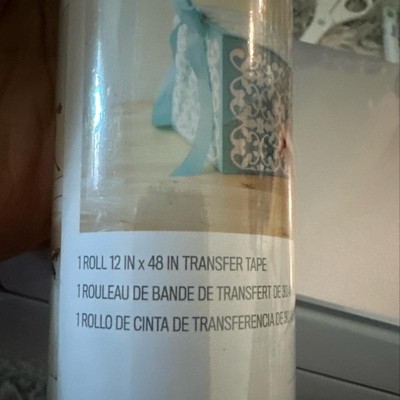 1 ROLL 12 IN x 48 IN TRANSFER TAPE
1 ROULEAU DE BANDE DE TRANSFERT DE
1 ROLLO DE CINTA DE TRANSFERENCIA DE